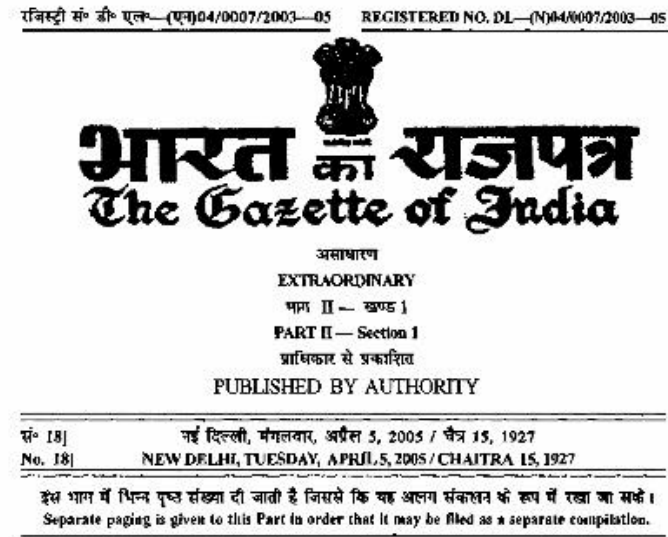 रजिस्ट्री सं॰ डी॰ एल॰—(एन)04/0007/2003—05 REGISTERED NO. DL—(N)04/0007/2003—05
भारत का राजपत्र
The Gazette of India
असाधारण
EXTRAORDINARY
भाग II — खण्ड 1
PART II — Section 1
प्राधिकार से प्रकाशित
PUBLISHED BY AUTHORITY
सं॰ 18] नई दिल्ली, मंगलवार, अप्रैल 5, 2005 / चैत्र 15, 1927
No. 18] NEW DELHI, TUESDAY, APRIL 5, 2005 / CHAITRA 15, 1927
इस भाग में भिन्न पृष्ठ संख्या दी जाती है जिससे कि यह अलग संकलन के रूप में रखा जा सके।
Separate paging is given to this Part in order that it may be filed as a separate compilation.